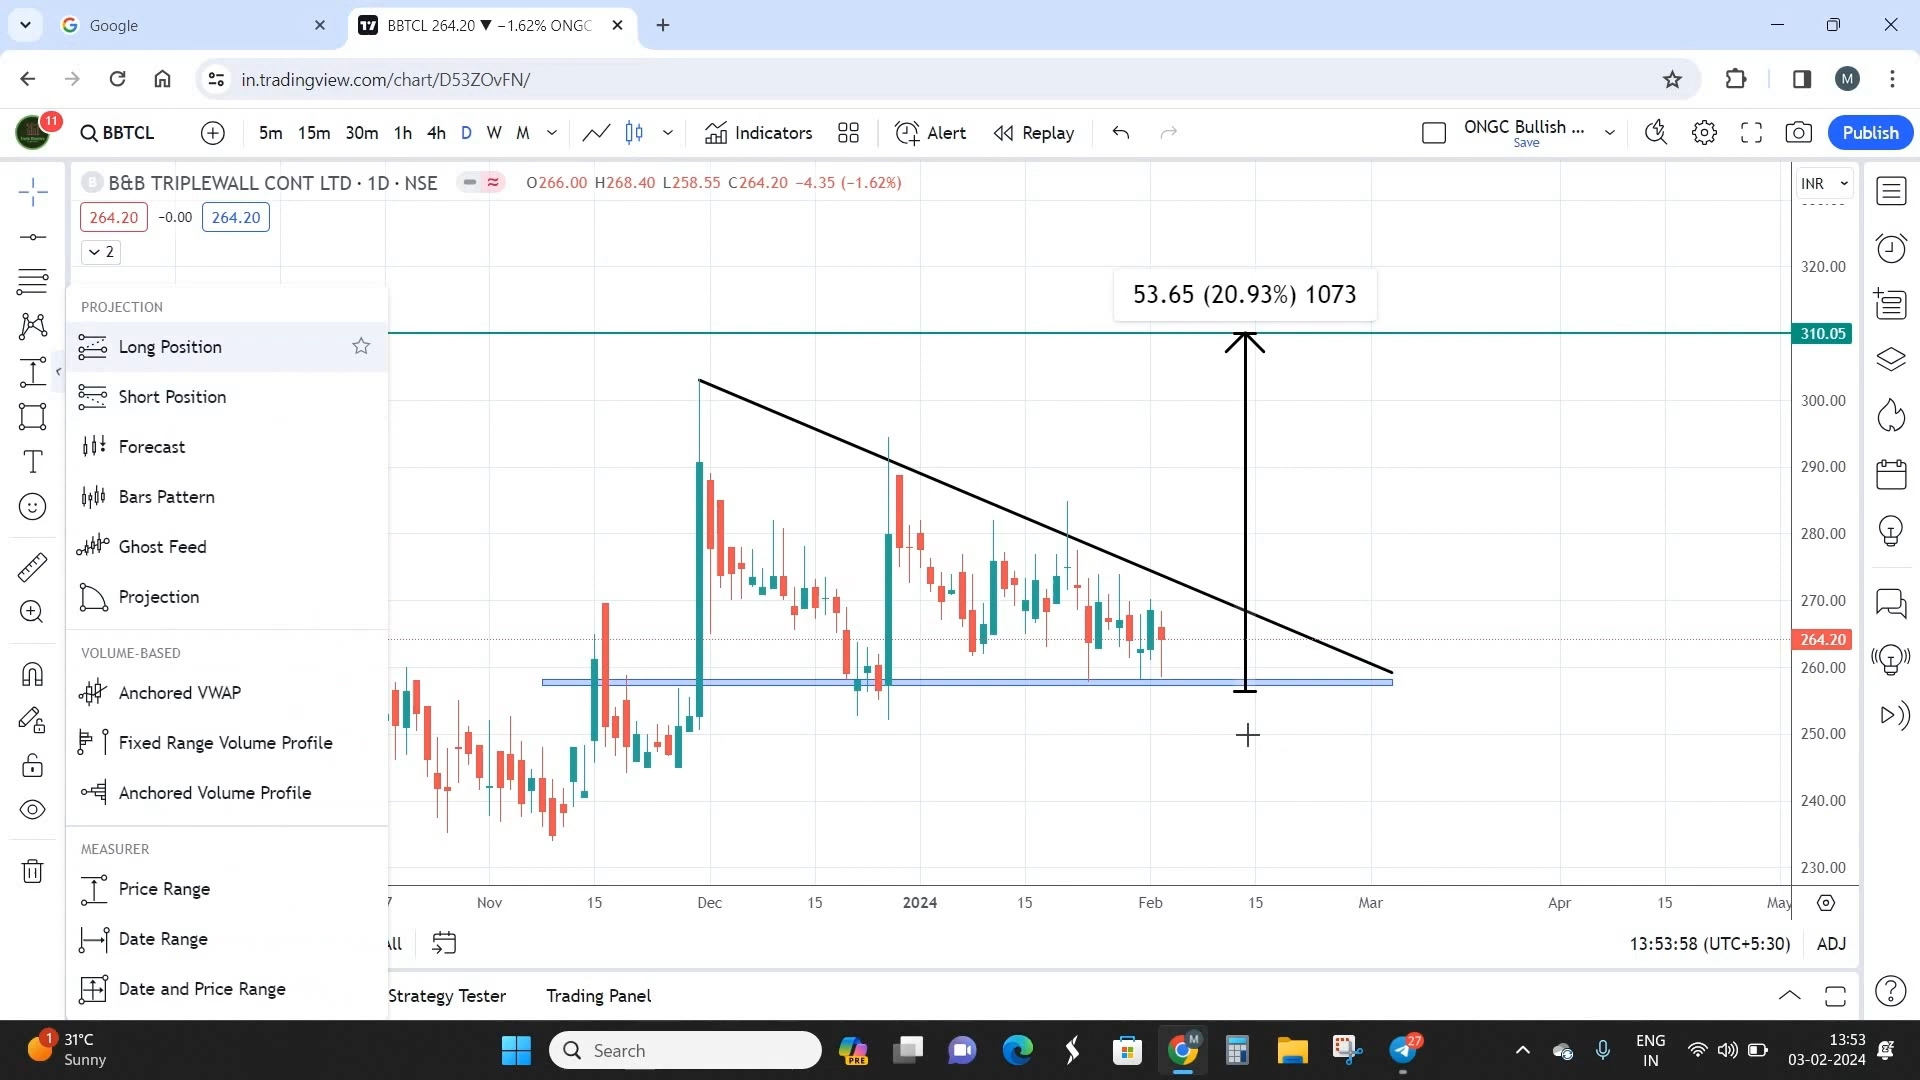 Google
BBTCL 264.20 ▼ −1.62% ONGC
in.tradingview.com/chart/D53ZOvFN/
M
11
BBTCL
5m 15m 30m 1h 4h D W M
Indicators
Alert
Replay
ONGC Bullish ...
Save
Publish
B B&B TRIPLEWALL CONT LTD · 1D · NSE
O266.00 H268.40 L258.55 C264.20 −4.35 (−1.62%)
INR
264.20 −0.00 264.20
2
PROJECTION
Long Position
Short Position
Forecast
Bars Pattern
Ghost Feed
Projection
VOLUME-BASED
Anchored VWAP
Fixed Range Volume Profile
Anchored Volume Profile
MEASURER
Price Range
Date Range
Date and Price Range
53.65 (20.93%) 1073
320.00
310.05
300.00
290.00
280.00
270.00
264.20
260.00
250.00
240.00
230.00
7 Nov 15 Dec 15 2024 15 Feb 15 Mar Apr 15 May
All
13:53:58 (UTC+5:30) ADJ
Strategy Tester Trading Panel
1
31°C
Sunny
Search
PRE
M
27
ENG
IN
13:53
03-02-2024